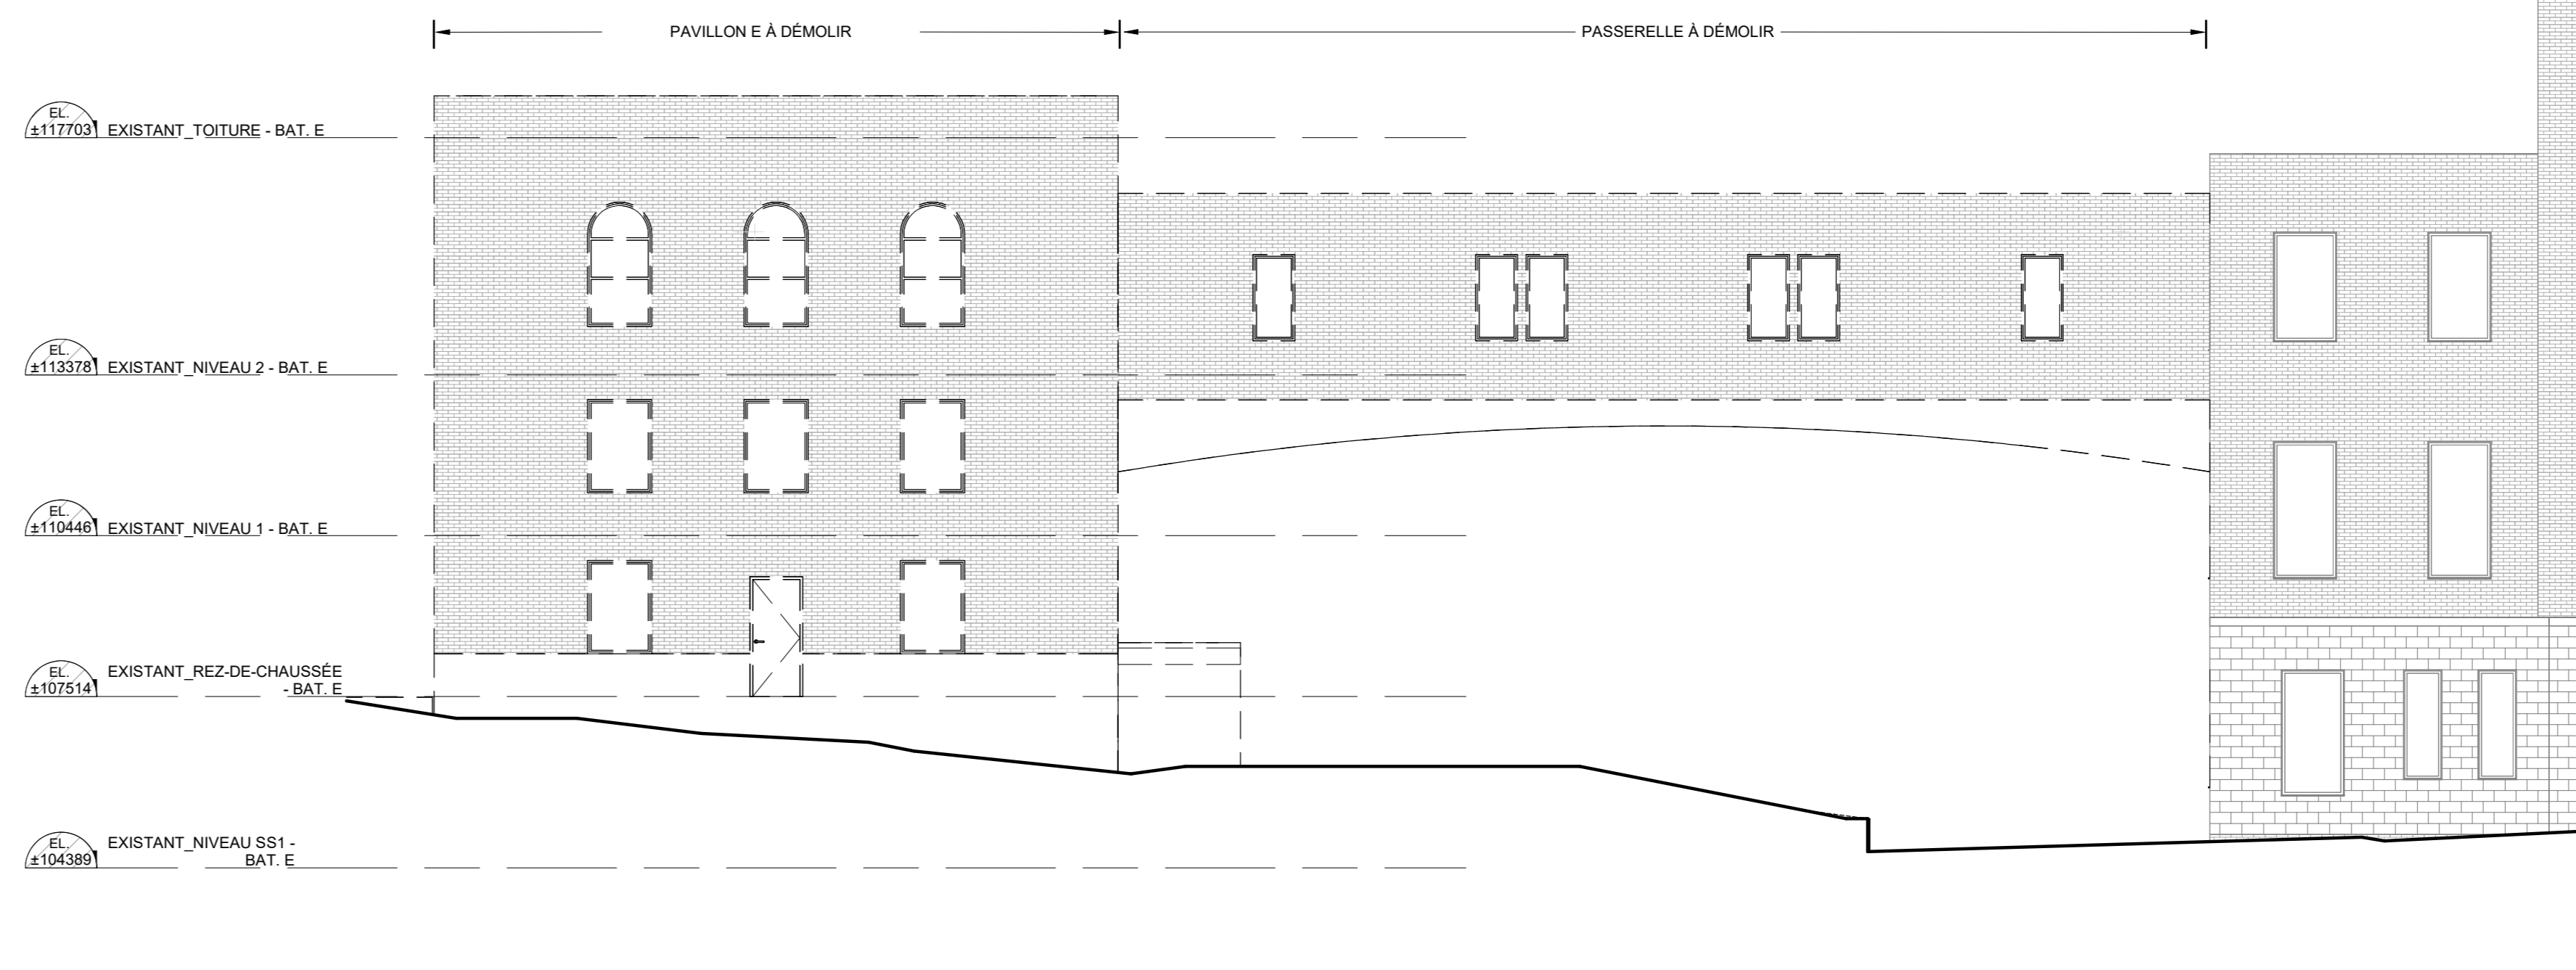 PAVILLON E À DÉMOLIR
PASSERELLE À DÉMOLIR
EL.
±117703
EXISTANT_TOITURE - BAT. E
EL.
±113378
EXISTANT_NIVEAU 2 - BAT. E
EL.
±110446
EXISTANT_NIVEAU 1 - BAT. E
EL.
±107514
EXISTANT_REZ-DE-CHAUSSÉE
- BAT. E
EL.
±104389
EXISTANT_NIVEAU SS1 -
BAT. E